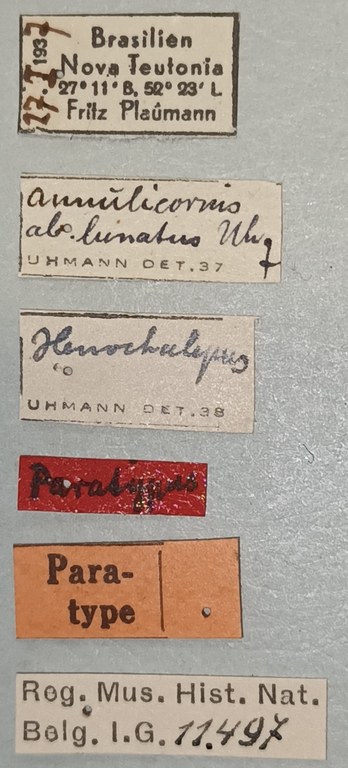 27.I 1937
Brasilien
Nova Teutonia
27° 11' B, 52° 23' L
Fritz Plaumann
annulicornis
ab. lunatus Uh.
UHMANN DET.37
UHMANN DET.38
Paratypus
Para-
type
Reg. Mus. Hist. Nat.
Belg. I.G. 11.497